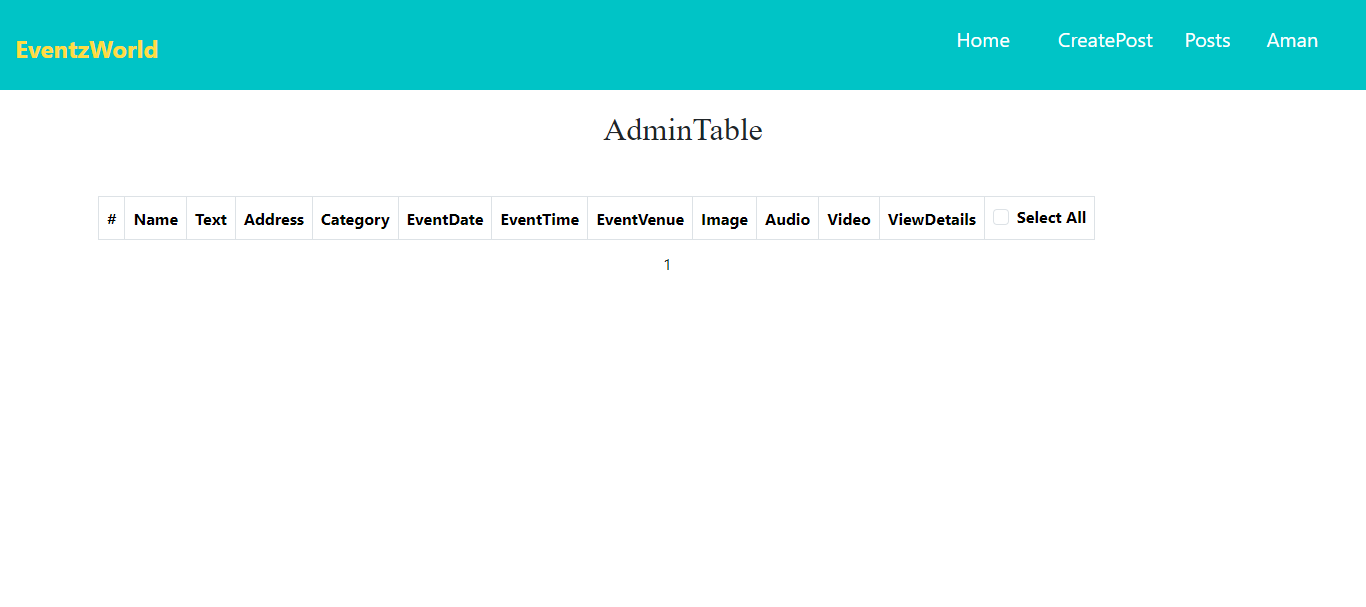 EventzWorld Home CreatePost Posts Aman
AdminTable
# Name Text Address Category EventDate EventTime EventVenue Image Audio Video ViewDetails Select All
1